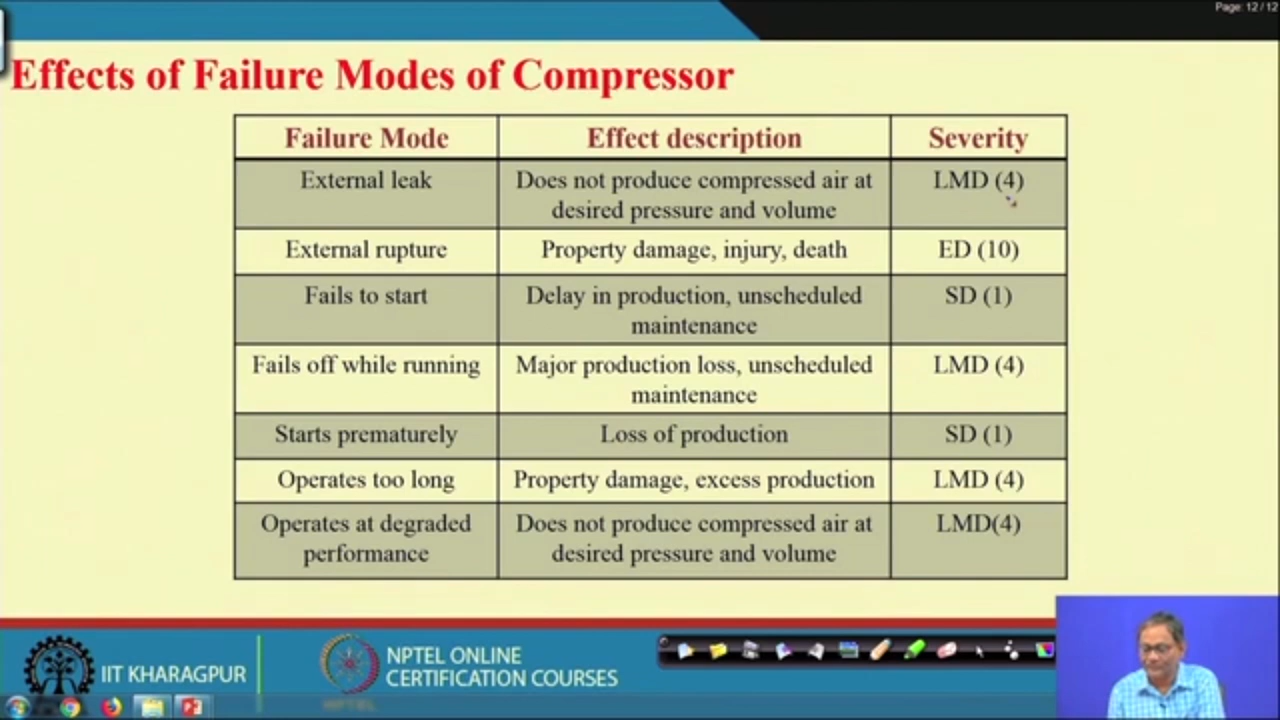 Page: 12 / 12
Effects of Failure Modes of Compressor
Failure Mode Effect description Severity
External leak Does not produce compressed air at desired pressure and volume LMD (4)
External rupture Property damage, injury, death ED (10)
Fails to start Delay in production, unscheduled maintenance SD (1)
Fails off while running Major production loss, unscheduled maintenance LMD (4)
Starts prematurely Loss of production SD (1)
Operates too long Property damage, excess production LMD (4)
Operates at degraded performance Does not produce compressed air at desired pressure and volume LMD(4)
IIT KHARAGPUR
NPTEL ONLINE
CERTIFICATION COURSES
NPTEL